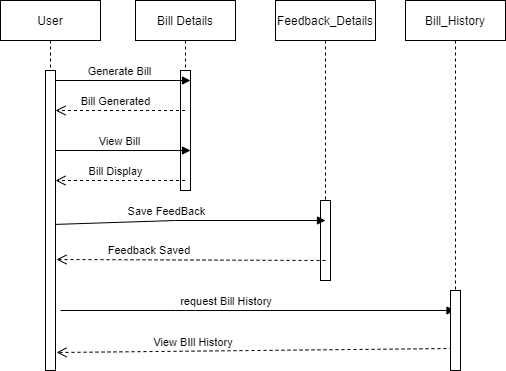 User
Bill Details
Feedback_Details
Bill_History
Generate Bill
Bill Generated
View Bill
Bill Display
Save FeedBack
Feedback Saved
request Bill History
View BIll History